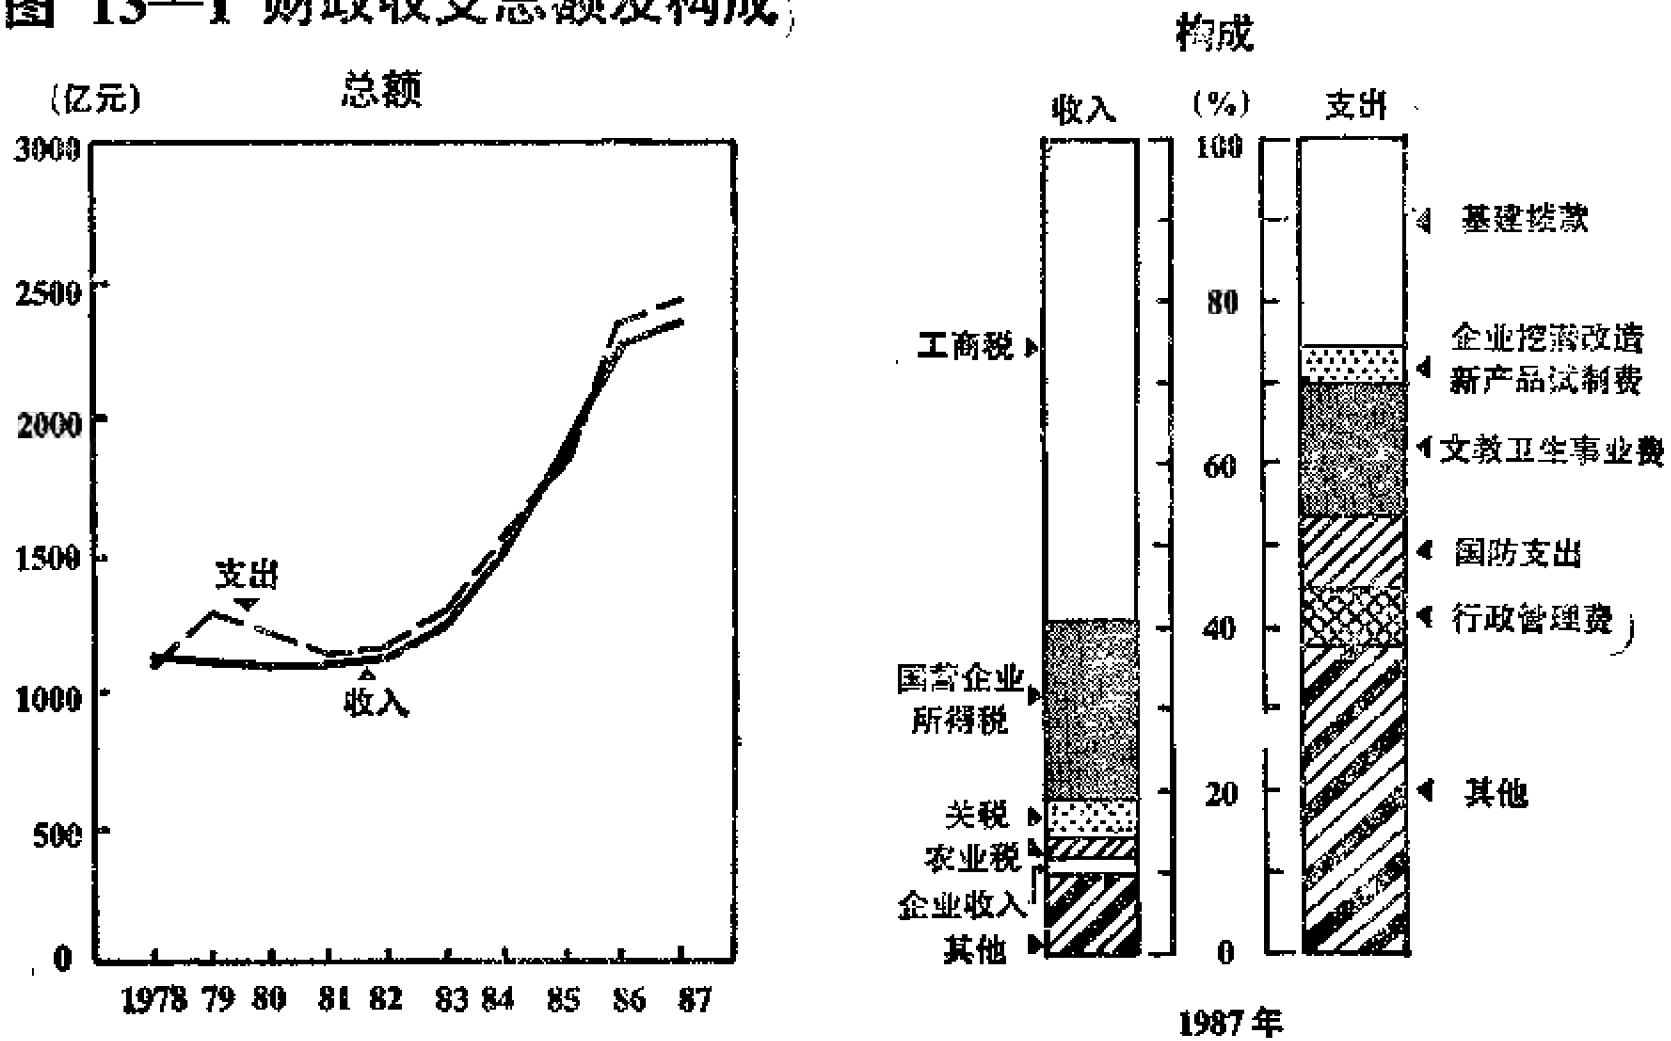 图 13—1 财政收支总额及构成
总额
(亿元)
3000
2500
2000
1500
1000
500
0
支出
收入
1978 79 80 81 82 83 84 85 86 87
构成
收入 (%) 支出
100
80
60
40
20
0
工商税
国营企业
所得税
关税
农业税
企业收入
其他
基建拨款
企业挖潜改造
新产品试制费
文教卫生事业费
国防支出
行政管理费
其他
1987 年